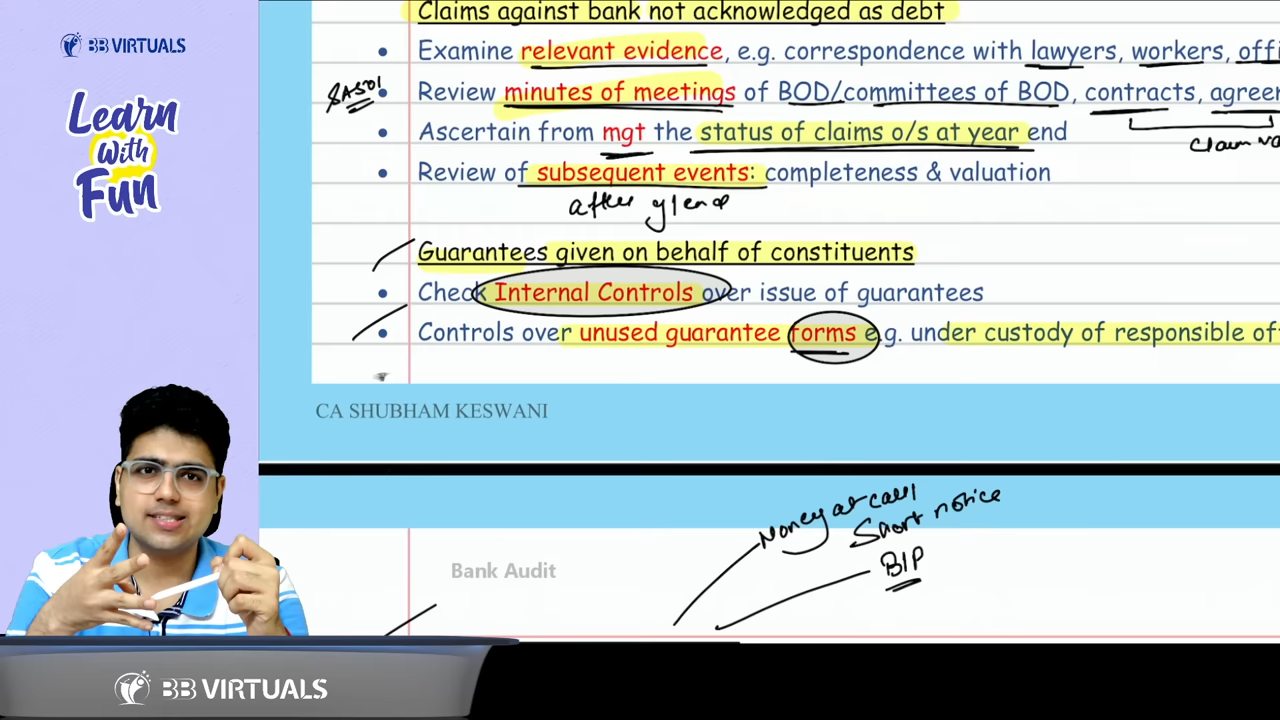 BB VIRTUALS
Learn
With
Fun
Claims against bank not acknowledged as debt
• Examine relevant evidence, e.g. correspondence with lawyers, workers, offi
SA501
• Review minutes of meetings of BOD/committees of BOD, contracts, agreer
• Ascertain from mgt the status of claims o/s at year end
• Review of subsequent events: completeness & valuation
after y/end
Guarantees given on behalf of constituents
• Check Internal Controls over issue of guarantees
• Controls over unused guarantee forms e.g. under custody of responsible of
CA SHUBHAM KESWANI
Money at call
Short notice
B/P
Bank Audit
BB VIRTUALS